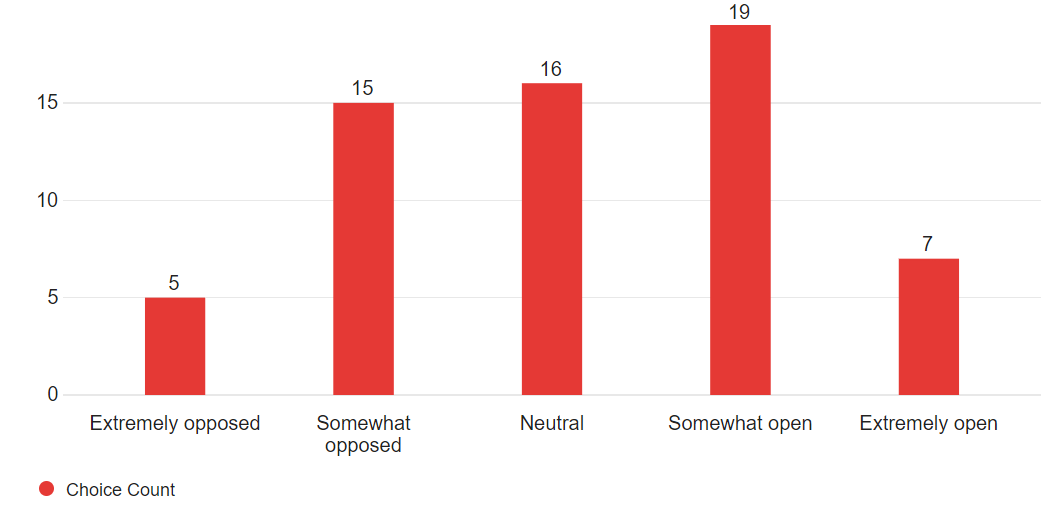 19
16
15
15
10
7
5
5
0
Extremely opposed
Somewhat
opposed
Neutral
Somewhat open
Extremely open
Choice Count